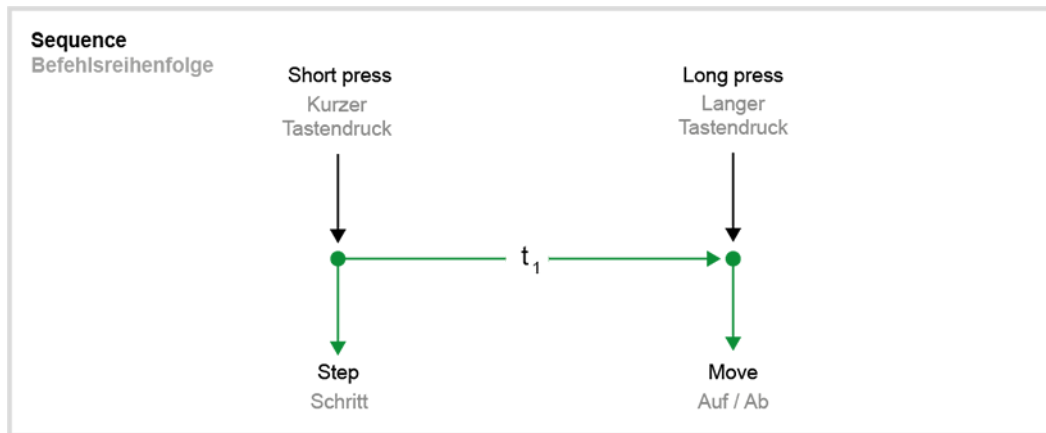 Sequence
Befehlsreihenfolge
Short press
Kurzer
Tastendruck
Long press
Langer
Tastendruck
t1
Step
Schritt
Move
Auf / Ab